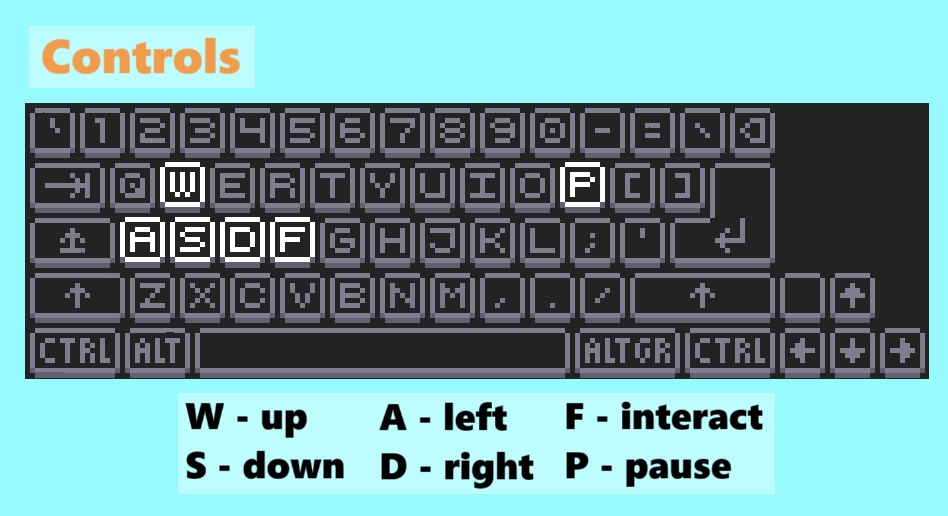 Controls
` 1 2 3 4 5 6 7 8 9 0 - = \
Q W E R T Y U I O P [ ]
A S D F G H J K L ; '
Z X C V B N M , . /
CTRL ALT ALTGR CTRL
W - up A - left F - interact
S - down D - right P - pause